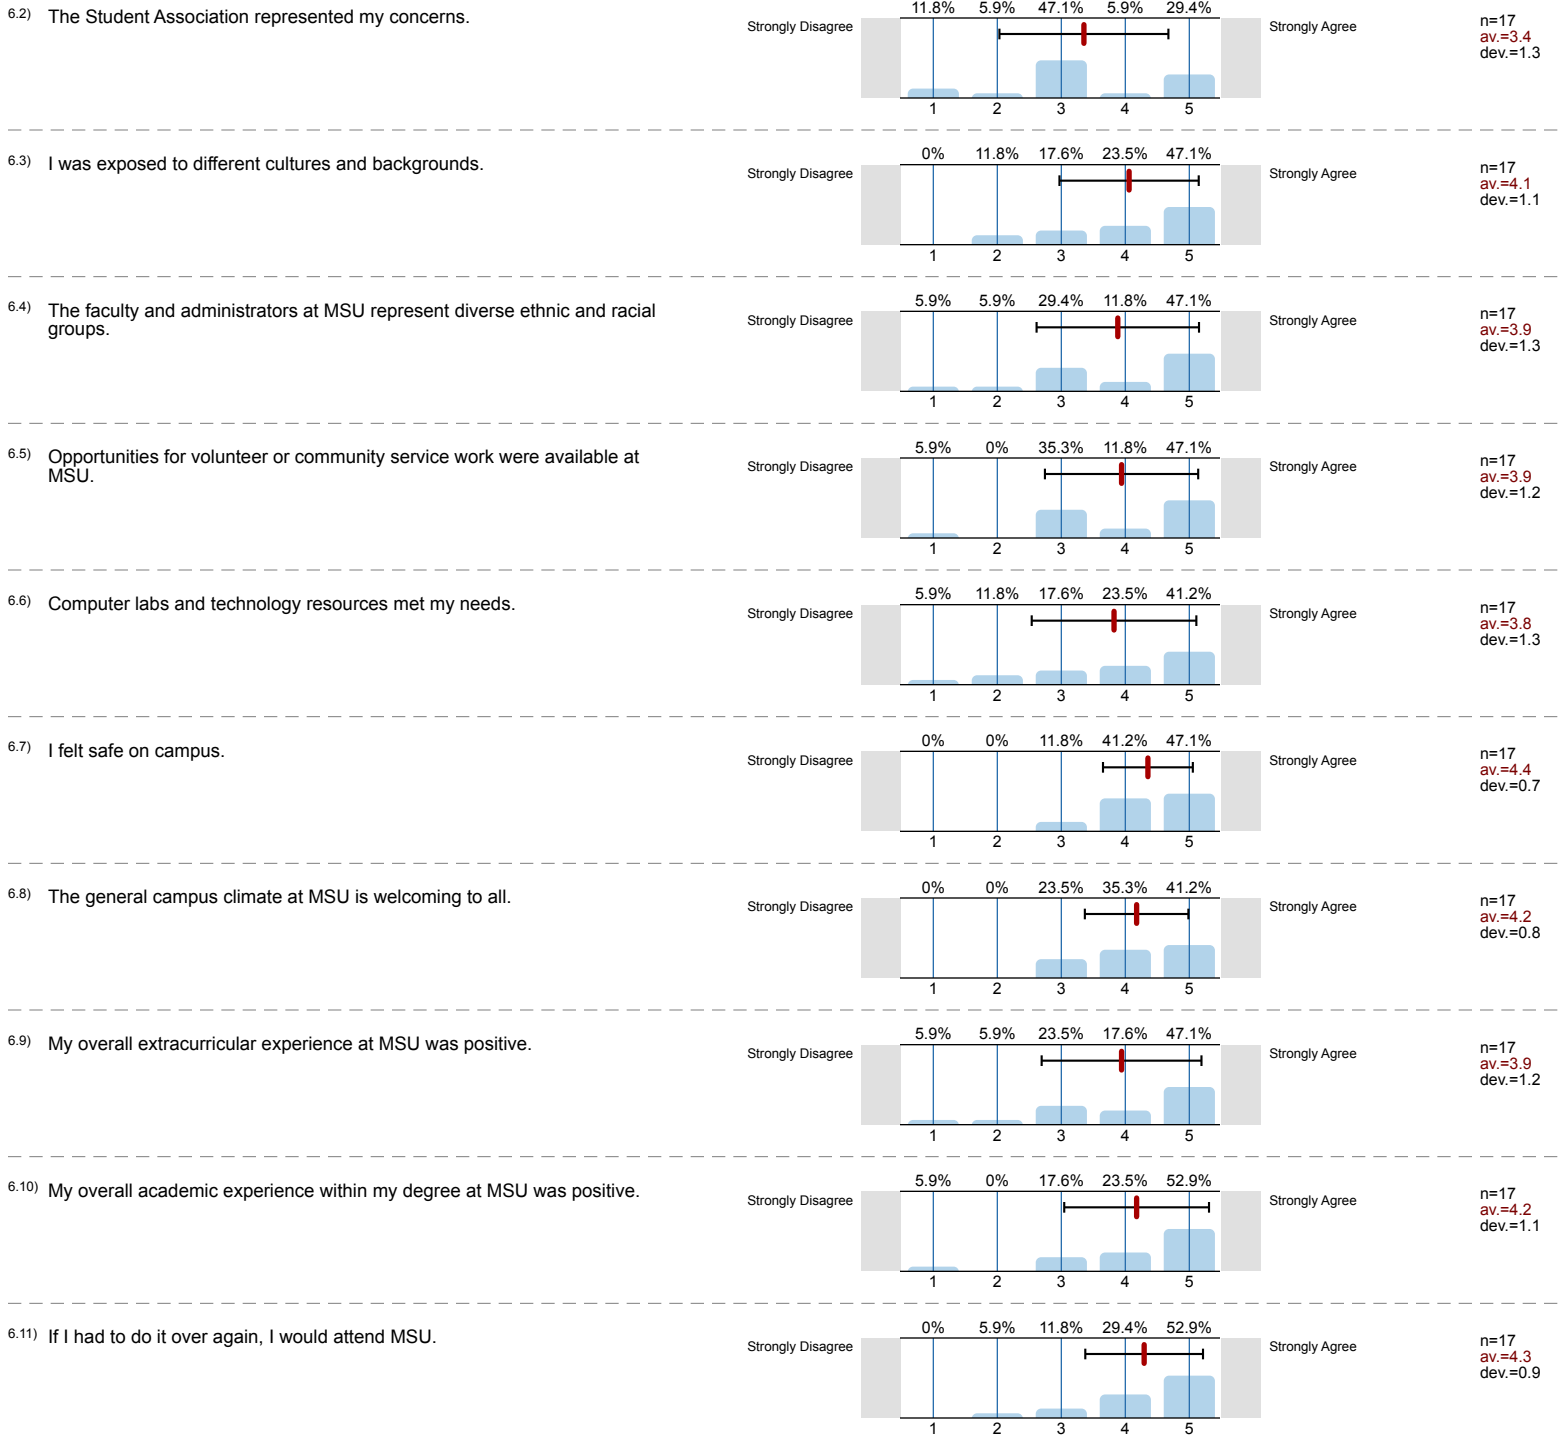 6.2) The Student Association represented my concerns.
11.8% 5.9% 47.1% 5.9% 29.4%
Strongly Disagree
Strongly Agree
n=17
av.=3.4
dev.=1.3
1 2 3 4 5
6.3) I was exposed to different cultures and backgrounds.
0% 11.8% 17.6% 23.5% 47.1%
Strongly Disagree
Strongly Agree
n=17
av.=4.1
dev.=1.1
1 2 3 4 5
6.4) The faculty and administrators at MSU represent diverse ethnic and racial
groups.
5.9% 5.9% 29.4% 11.8% 47.1%
Strongly Disagree
Strongly Agree
n=17
av.=3.9
dev.=1.3
1 2 3 4 5
6.5) Opportunities for volunteer or community service work were available at
MSU.
5.9% 0% 35.3% 11.8% 47.1%
Strongly Disagree
Strongly Agree
n=17
av.=3.9
dev.=1.2
1 2 3 4 5
6.6) Computer labs and technology resources met my needs.
5.9% 11.8% 17.6% 23.5% 41.2%
Strongly Disagree
Strongly Agree
n=17
av.=3.8
dev.=1.3
1 2 3 4 5
6.7) I felt safe on campus.
0% 0% 11.8% 41.2% 47.1%
Strongly Disagree
Strongly Agree
n=17
av.=4.4
dev.=0.7
1 2 3 4 5
6.8) The general campus climate at MSU is welcoming to all.
0% 0% 23.5% 35.3% 41.2%
Strongly Disagree
Strongly Agree
n=17
av.=4.2
dev.=0.8
1 2 3 4 5
6.9) My overall extracurricular experience at MSU was positive.
5.9% 5.9% 23.5% 17.6% 47.1%
Strongly Disagree
Strongly Agree
n=17
av.=3.9
dev.=1.2
1 2 3 4 5
6.10) My overall academic experience within my degree at MSU was positive.
5.9% 0% 17.6% 23.5% 52.9%
Strongly Disagree
Strongly Agree
n=17
av.=4.2
dev.=1.1
1 2 3 4 5
6.11) If I had to do it over again, I would attend MSU.
0% 5.9% 11.8% 29.4% 52.9%
Strongly Disagree
Strongly Agree
n=17
av.=4.3
dev.=0.9
1 2 3 4 5